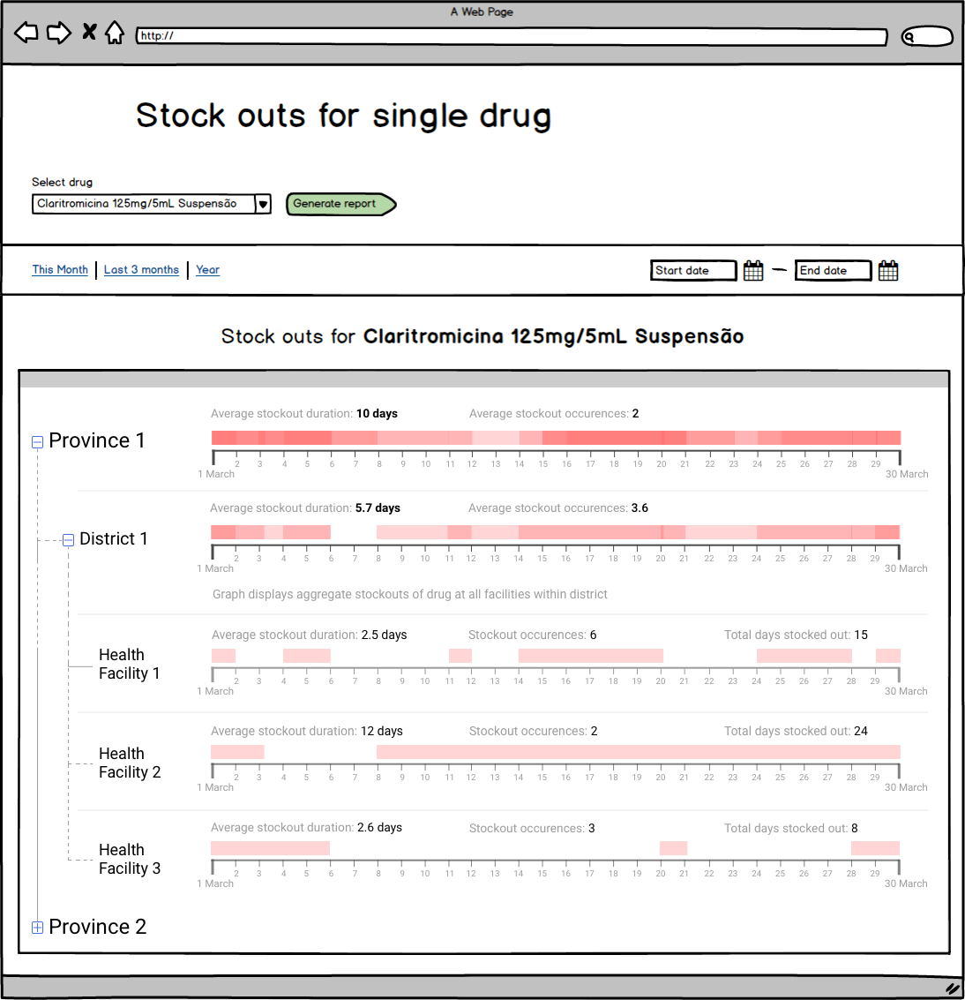 A Web Page
http://
Stock outs for single drug
Select drug
Claritromicina 125mg/5mL Suspensão
Generate report
This Month | Last 3 months | Year
Start date — End date
Stock outs for Claritromicina 125mg/5mL Suspensão
Average stockout duration: 10 days Average stockout occurences: 2
Province 1
2 3 4 5 6 7 8 9 10 11 12 13 14 15 16 17 18 19 20 21 22 23 24 25 26 27 28 29
1 March 30 March
Average stockout duration: 5.7 days Average stockout occurences: 3.6
District 1
2 3 4 5 6 7 8 9 10 11 12 13 14 15 16 17 18 19 20 21 22 23 24 25 26 27 28 29
1 March 30 March
Graph displays aggregate stockouts of drug at all facilities within district
Average stockout duration: 2.5 days Stockout occurences: 6 Total days stocked out: 15
Health
Facility 1
2 3 4 5 6 7 8 9 10 11 12 13 14 15 16 17 18 19 20 21 22 23 24 25 26 27 28 29
1 March 30 March
Average stockout duration: 12 days Stockout occurences: 2 Total days stocked out: 24
Health
Facility 2
2 3 4 5 6 7 8 9 10 11 12 13 14 15 16 17 18 19 20 21 22 23 24 25 26 27 28 29
1 March 30 March
Average stockout duration: 2.6 days Stockout occurences: 3 Total days stocked out: 8
Health
Facility 3
2 3 4 5 6 7 8 9 10 11 12 13 14 15 16 17 18 19 20 21 22 23 24 25 26 27 28 29
1 March 30 March
Province 2